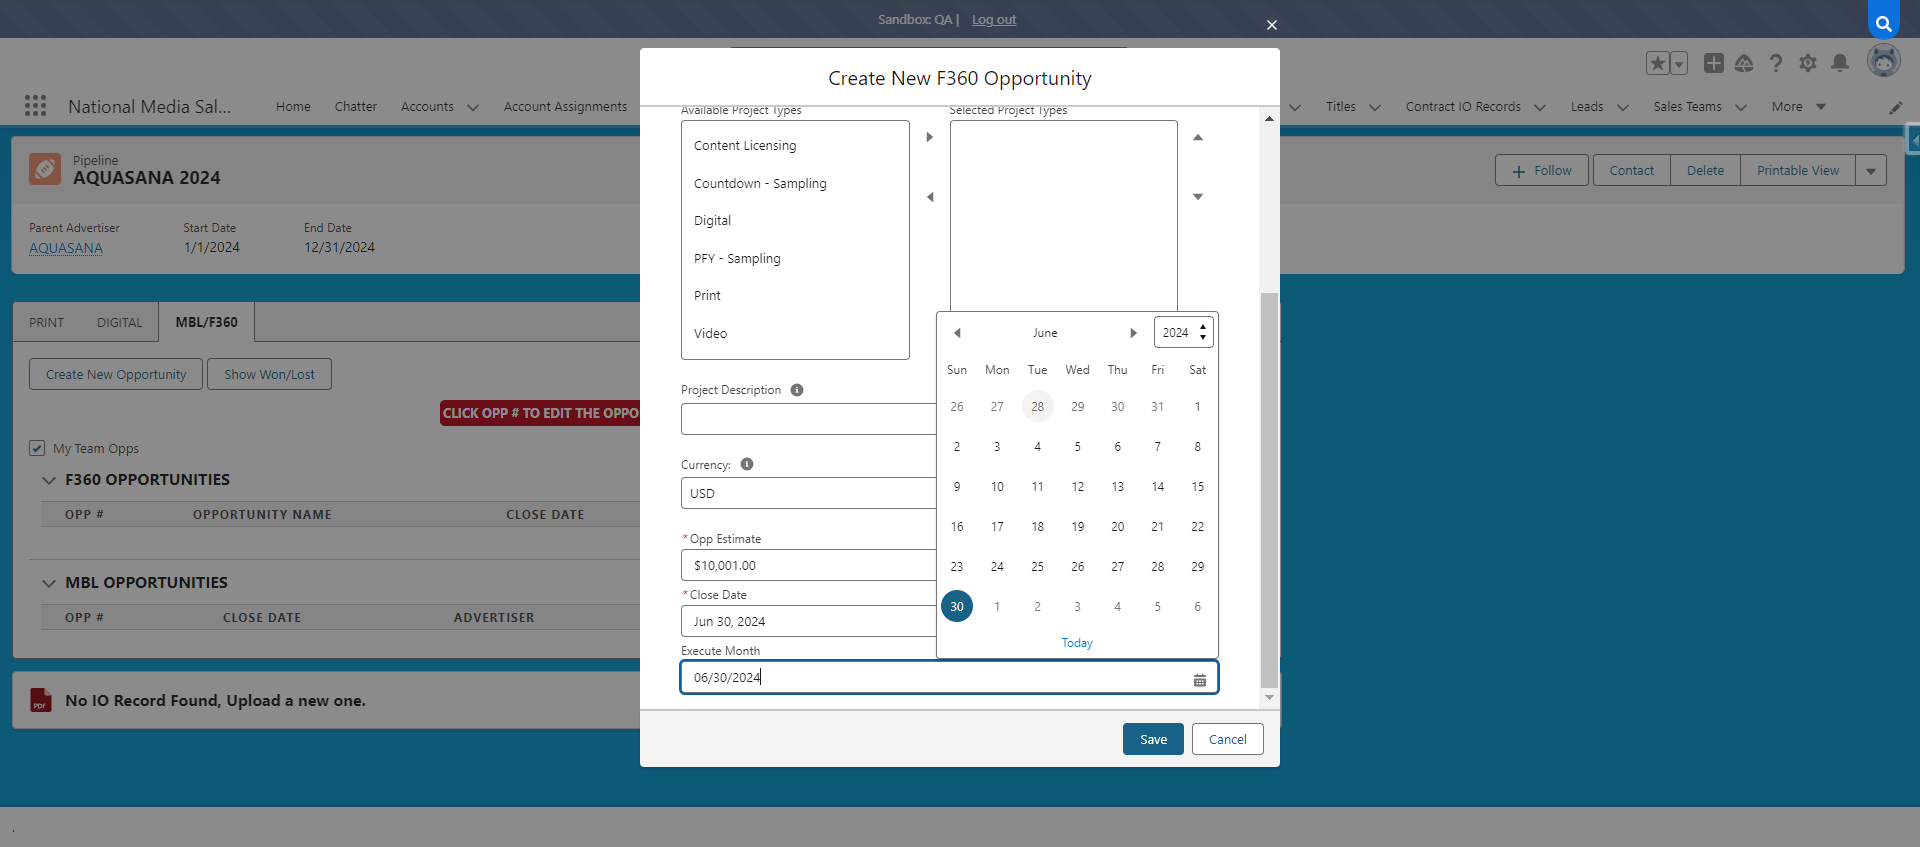 Sandbox: QA | Log out
National Media Sal...
Home
Chatter
Accounts
Account Assignments
Titles
Contract IO Records
Leads
Sales Teams
More
Pipeline
AQUASANA 2024
Follow
Contact
Delete
Printable View
Parent Advertiser
AQUASANA
Start Date
1/1/2024
End Date
12/31/2024
PRINT
DIGITAL
MBL/F360
Create New Opportunity
Show Won/Lost
CLICK OPP # TO EDIT THE OPPO
My Team Opps
F360 OPPORTUNITIES
OPP # OPPORTUNITY NAME CLOSE DATE
MBL OPPORTUNITIES
OPP # CLOSE DATE ADVERTISER
PDF
No IO Record Found, Upload a new one.
Create New F360 Opportunity
Available Project Types
Content Licensing
Countdown - Sampling
Digital
PFY - Sampling
Print
Video
Selected Project Types
Project Description
Currency:
USD
*Opp Estimate
$10,001.00
*Close Date
Jun 30, 2024
Execute Month
06/30/2024
June 2024
Sun Mon Tue Wed Thu Fri Sat
26 27 28 29 30 31 1
2 3 4 5 6 7 8
9 10 11 12 13 14 15
16 17 18 19 20 21 22
23 24 25 26 27 28 29
30 1 2 3 4 5 6
Today
Save
Cancel
.